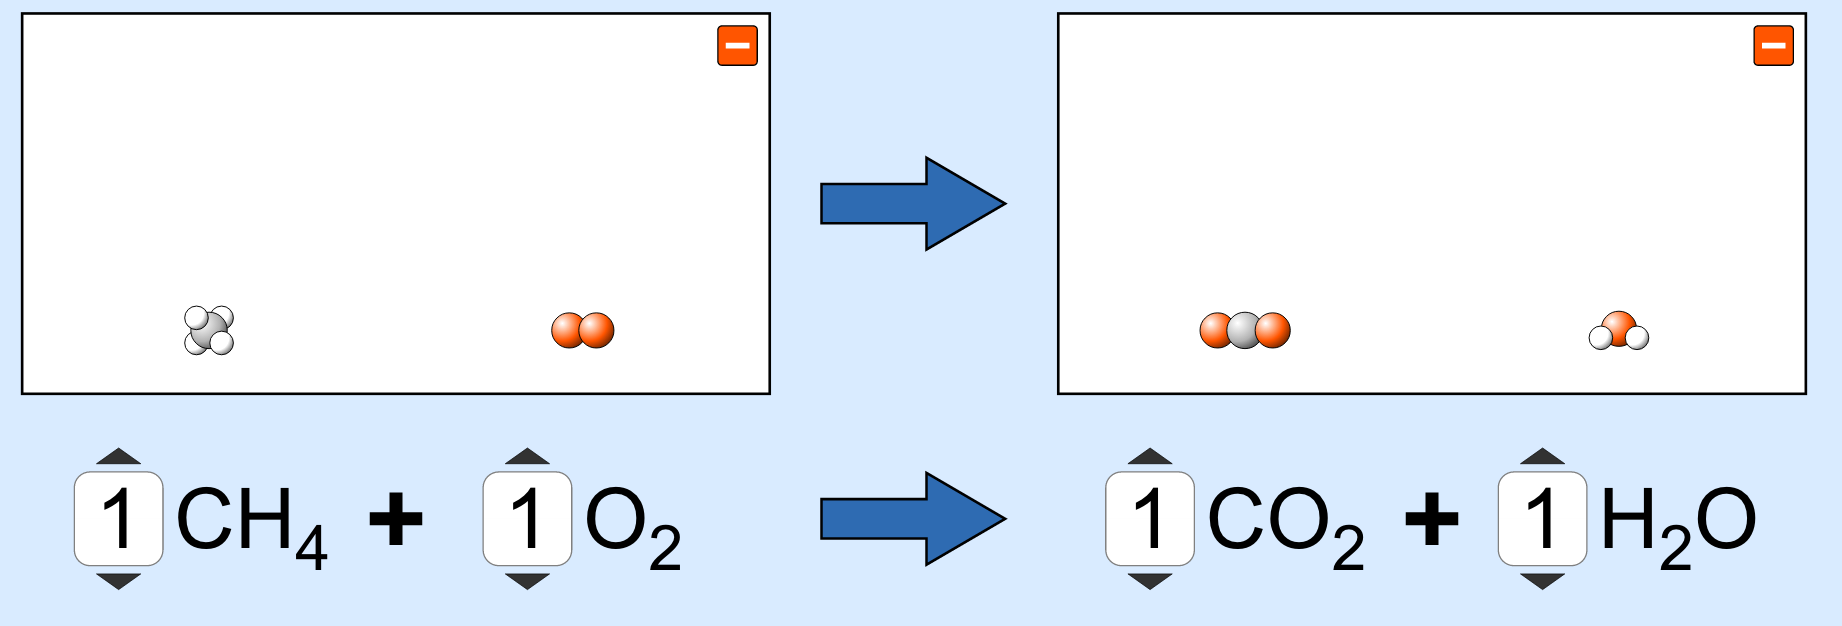 1 CH₄ + 1 O₂ 1 CO₂ + 1 H₂O